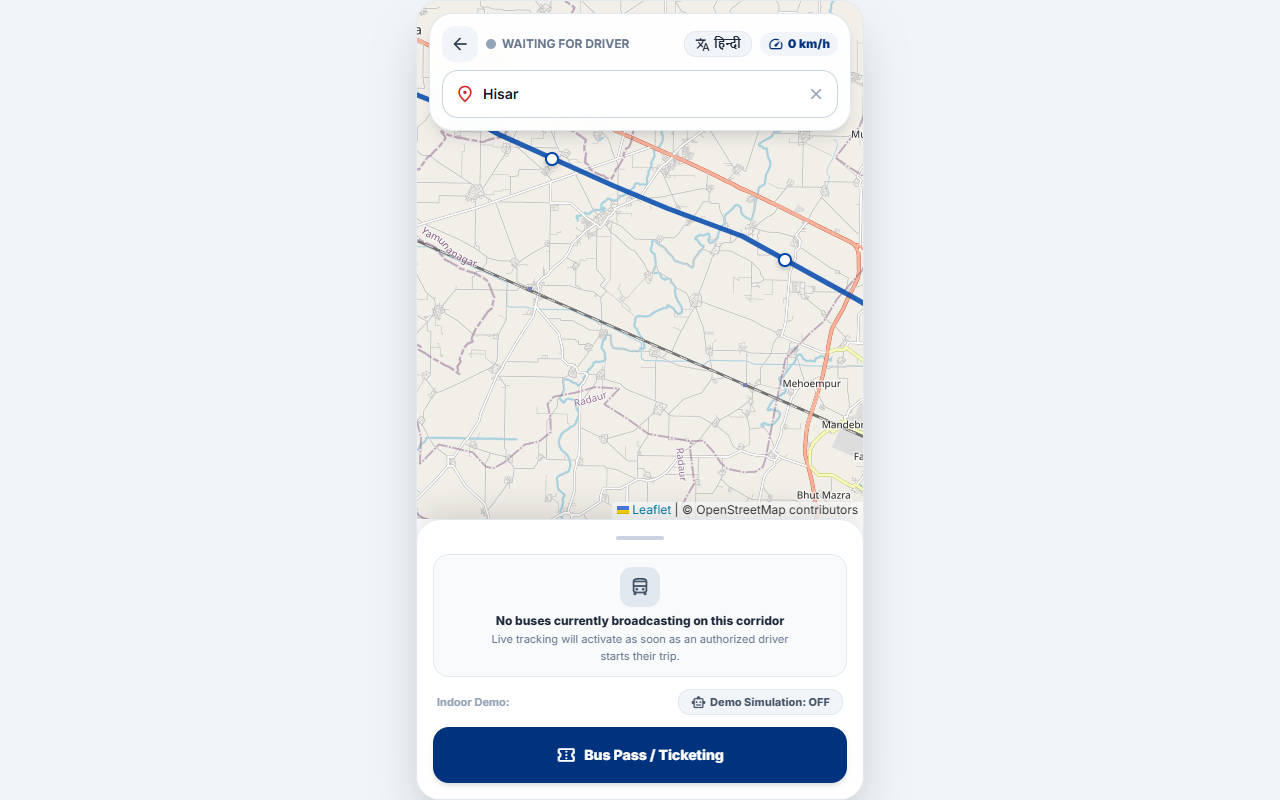 WAITING FOR DRIVER
हिन्दी
0 km/h
Hisar
Yamunanagar
Mehoempur
Radaur
Radaur
Bhut Mazra
Leaflet | © OpenStreetMap contributors
No buses currently broadcasting on this corridor
Live tracking will activate as soon as an authorized driver
starts their trip.
Indoor Demo:
Demo Simulation: OFF
Bus Pass / Ticketing